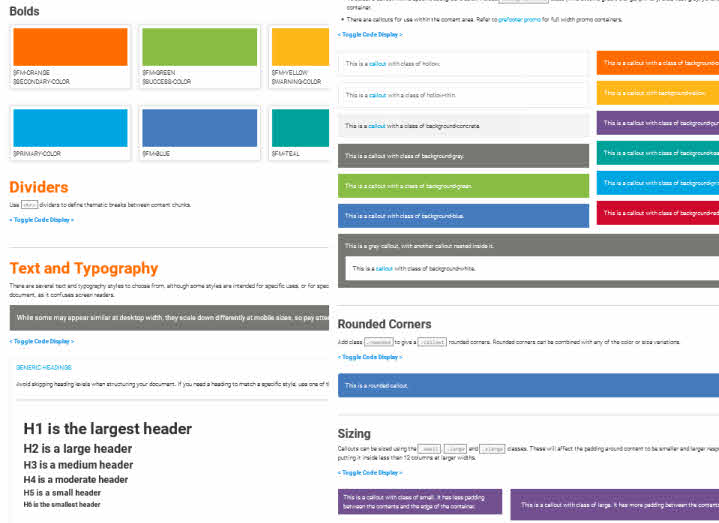 Bolds
$FM-ORANGE
$SECONDARY-COLOR
$FM-GREEN
$SUCCESS-COLOR
$FM-YELLOW
$WARNING-COLOR
$PRIMARY-COLOR
$FM-BLUE
$FM-TEAL
Dividers
Use dividers to define thematic breaks between content chunks.
< Toggle Code Display >
Text and Typography
There are several text and typography styles to choose from, although some styles are intended for specific uses, or for spec
document, as it confuses screen readers.
While some may appear similar at desktop width, they scale down differently at mobile sizes, so pay atte
< Toggle Code Display >
GENERIC HEADINGS
Avoid skipping heading levels when structuring your document. If you need a heading to match a specific style, use one of t
H1 is the largest header
H2 is a large header
H3 is a medium header
H4 is a moderate header
H5 is a small header
H6 is the smallest header
container.
• There are callouts for use within the content area. Refer to prefooter promo for full width promo containers.
< Toggle Code Display >
This is a callout with class of hollow.
This is a callout with a class of background-o
This is a callout with a class of hollow-thin.
This is a callout with background-yellow.
This is a callout with a class of background-concrete.
This is a callout with class of background-pur
This is a callout with class of background-grey.
This is a callout with class of background-tea
This is a callout with class of background-green.
This is a callout with class of background-pri
This is a callout with class of background-blue.
This is a callout with class of background-red
This is a grey callout, with another callout nested inside it.
This is a callout with class of background-white.
Rounded Corners
Add class .rounded to give a .callout rounded corners. Rounded corners can be combined with any of the color or size variations.
< Toggle Code Display >
This is a rounded callout.
Sizing
Callouts can be sized using the .small, .large and .xlarge classes. These will affect the padding around content to be smaller and larger resp
putting it inside less than 12 columns at larger widths.
< Toggle Code Display >
This is a callout with class of small. It has less padding
between the contents and the edge of the container.
This is a callout with class of large. It has more padding between the content